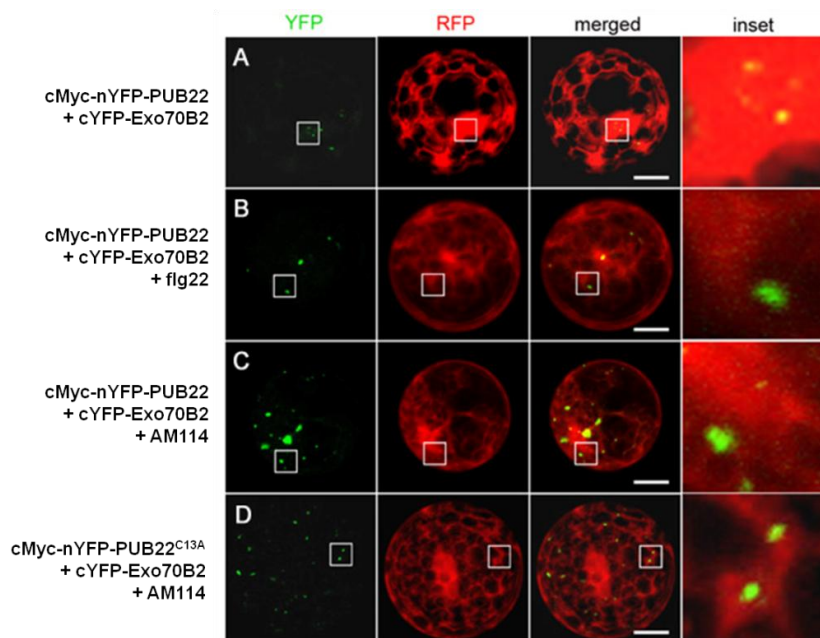 YFP RFP merged inset
A
cMyc-nYFP-PUB22
+ cYFP-Exo70B2
B
cMyc-nYFP-PUB22
+ cYFP-Exo70B2
+ flg22
C
cMyc-nYFP-PUB22
+ cYFP-Exo70B2
+ AM114
D
cMyc-nYFP-PUB22C13A
+ cYFP-Exo70B2
+ AM114